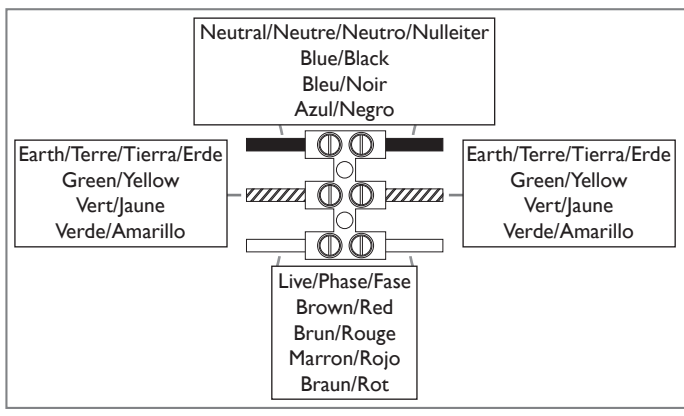 Neutral/Neutre/Neutro/Nulleiter
Blue/Black
Bleu/Noir
Azul/Negro
Earth/Terre/Tierra/Erde
Green/Yellow
Vert/Jaune
Verde/Amarillo
Earth/Terre/Tierra/Erde
Green/Yellow
Vert/Jaune
Verde/Amarillo
Live/Phase/Fase
Brown/Red
Brun/Rouge
Marron/Rojo
Braun/Rot